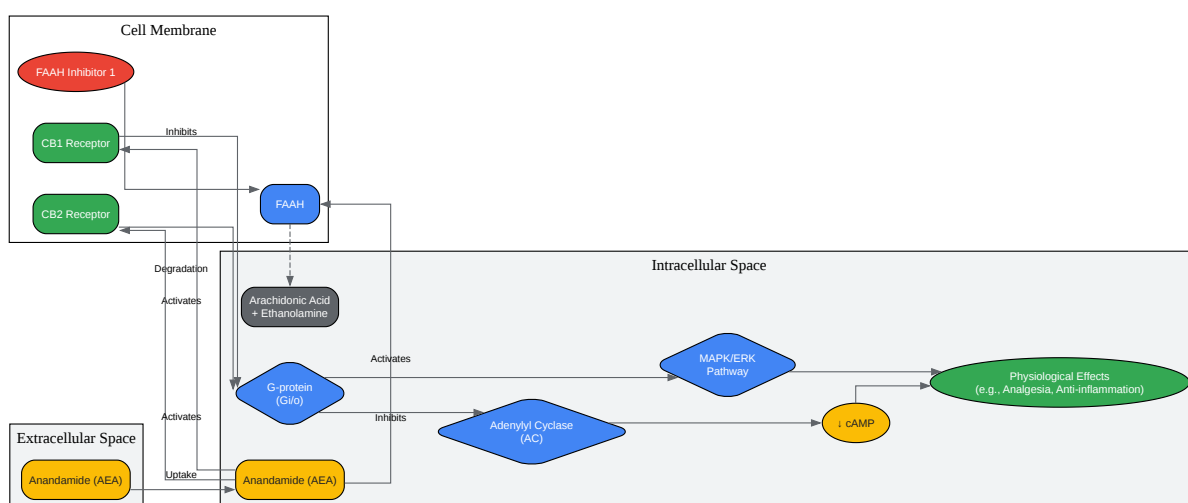 Cell Membrane
FAAH Inhibitor 1
CB1 Receptor
Inhibits
CB2 Receptor
FAAH
Degradation
Activates
Intracellular Space
Arachidonic Acid
+ Ethanolamine
Activates
MAPK/ERK
Pathway
G-protein
(Gi/o)
Physiological Effects
(e.g., Analgesia, Anti-inflammation)
Activates
Inhibits
Adenylyl Cyclase
(AC)
↓ cAMP
Extracellular Space
Anandamide (AEA)
Uptake
Anandamide (AEA)